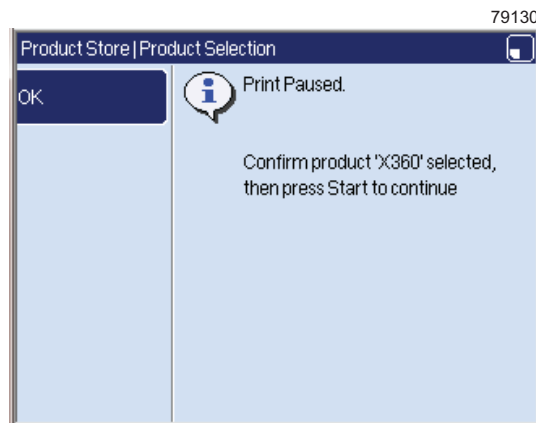 79130
Product Store | Product Selection
OK
Print Paused.
Confirm product 'X360' selected,
then press Start to continue